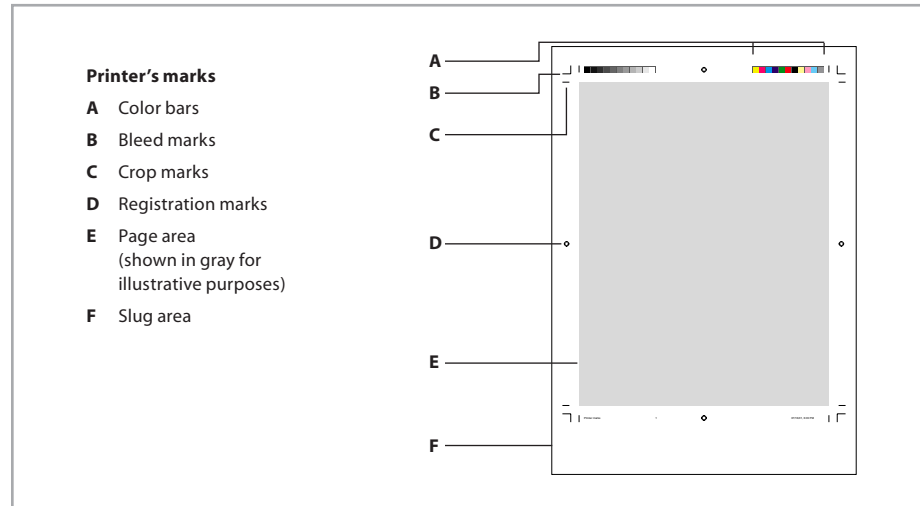 Printer’s marks
A Color bars
B Bleed marks
C Crop marks
D Registration marks
E Page area
(shown in gray for
illustrative purposes)
F Slug area
A
B
C
D
E
F